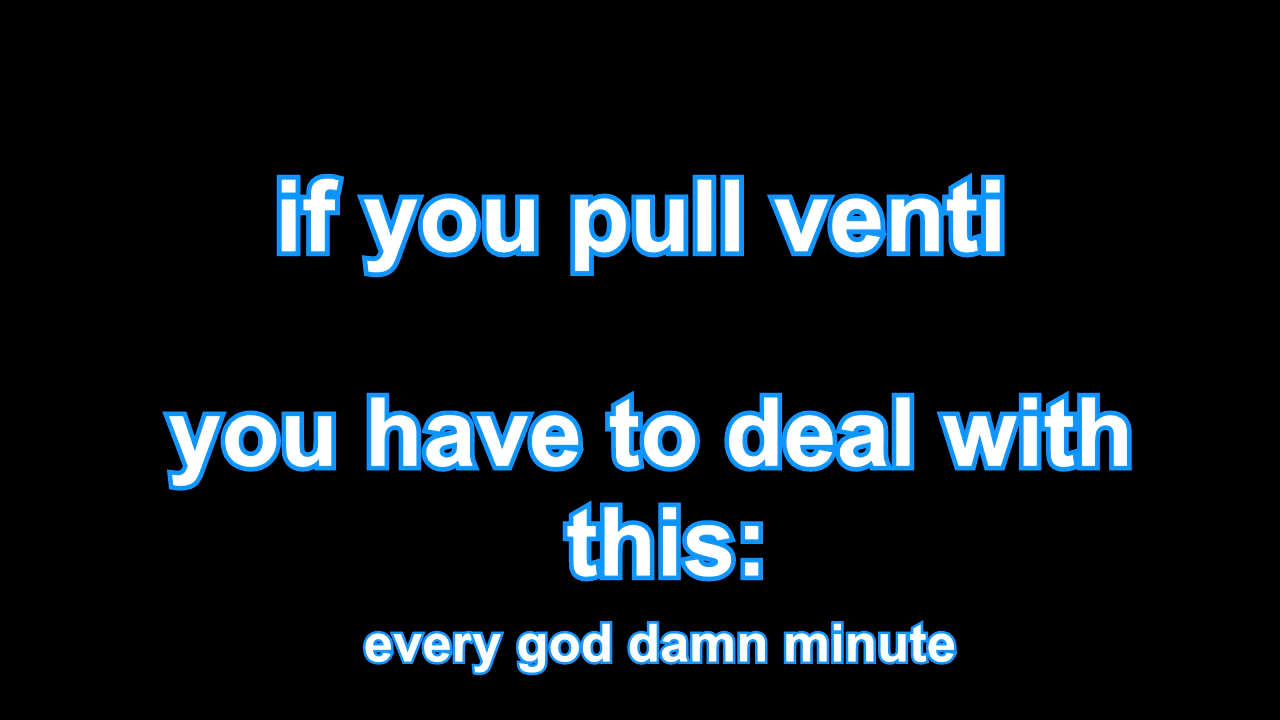 if you pull venti
you have to deal with
this:
every god damn minute